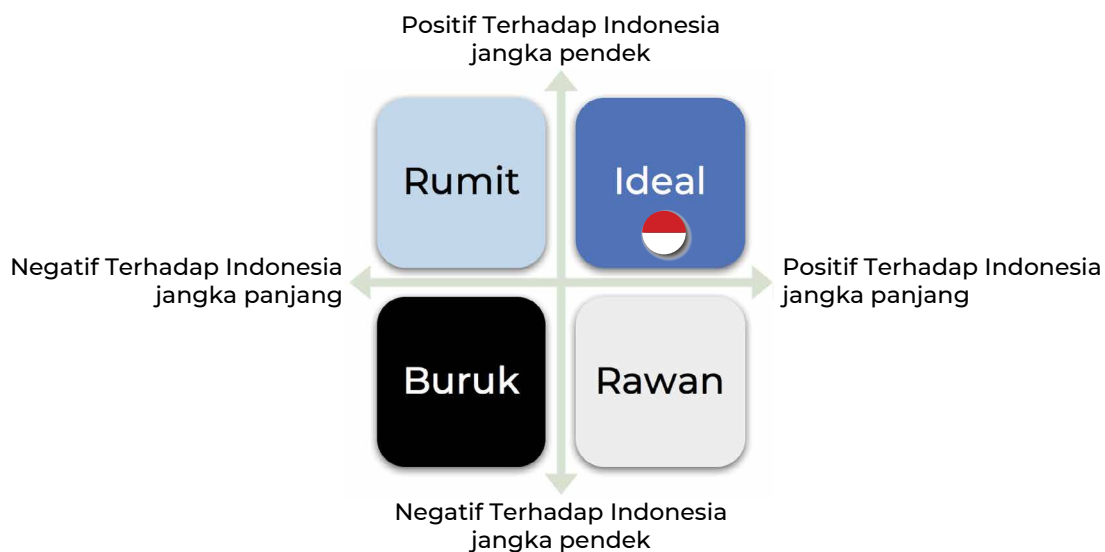 Positif Terhadap Indonesia
jangka pendek
Rumit
Ideal
Negatif Terhadap Indonesia
jangka panjang
Positif Terhadap Indonesia
jangka panjang
Buruk
Rawan
Negatif Terhadap Indonesia
jangka pendek